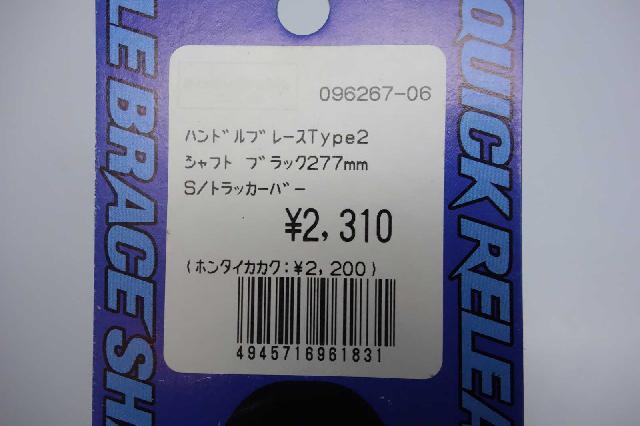 096267-06
ﾊﾝﾄﾞﾙﾌﾞﾚｰｽType2
ｼｬﾌﾄ ﾌﾞﾗｯｸ277mm
S/ﾄﾗｯｶｰﾊﾞｰ
¥2,310
(ﾎﾝﾀｲｶｶｸ:¥2,200)
4945716961831
LE BRACE SHA
QUICK RELEA